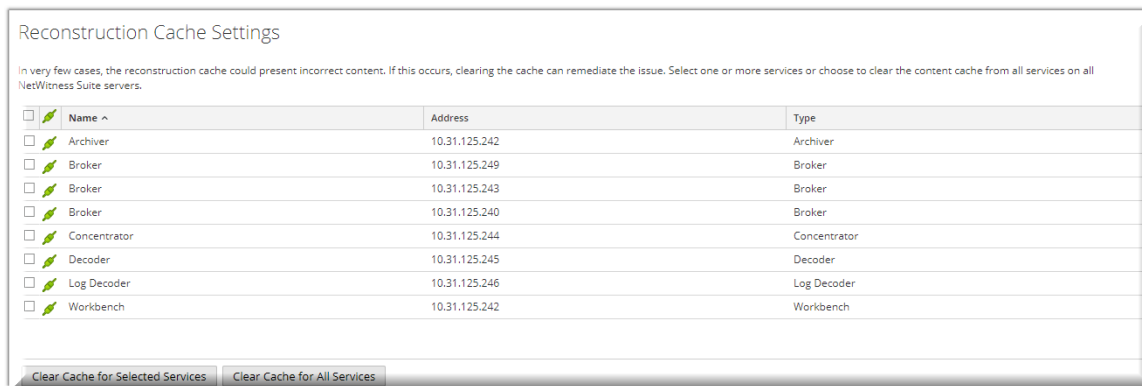 Reconstruction Cache Settings
In very few cases, the reconstruction cache could present incorrect content. If this occurs, clearing the cache can remediate the issue. Select one or more services or choose to clear the content cache from all services on all
NetWitness Suite servers.
Name Address Type
Archiver 10.31.125.242 Archiver
Broker 10.31.125.249 Broker
Broker 10.31.125.243 Broker
Broker 10.31.125.240 Broker
Concentrator 10.31.125.244 Concentrator
Decoder 10.31.125.245 Decoder
Log Decoder 10.31.125.246 Log Decoder
Workbench 10.31.125.242 Workbench
Clear Cache for Selected Services Clear Cache for All Services